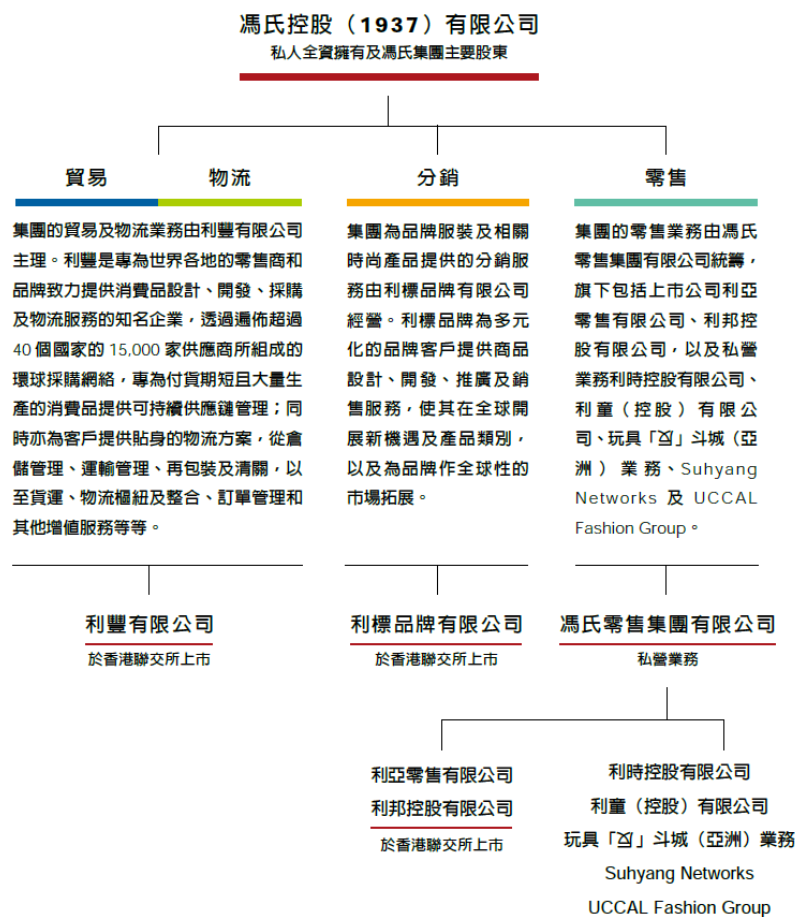 馮氏控股（1937）有限公司
私人全資擁有及馮氏集團主要股東
貿易
物流
集團的貿易及物流業務由利豐有限公司
主理。利豐是專為世界各地的零售商和
品牌致力提供消費品設計、開發、採購
及物流服務的知名企業，透過遍佈超過
40個國家的15,000家供應商所組成的
環球採購網絡，專為付貨期短且大量生
產的消費品提供可持續供應鏈管理；同
時亦為客戶提供貼身的物流方案，從倉
儲管理、運輸管理、再包裝及清關，以
至貨運、物流樞紐及整合、訂單管理和
其他增值服務等等。
利豐有限公司
於香港聯交所上市
分銷
集團為品牌服裝及相關
時尚產品提供的分銷服
務由利標品牌有限公司
經營。利標品牌為多元
化的品牌客戶提供商品
設計、開發、推廣及銷
售服務，使其在全球開
展新機遇及產品類別，
以及為品牌作全球性的
市場拓展。
利標品牌有限公司
於香港聯交所上市
零售
集團的零售業務由馮氏
零售集團有限公司統籌，
旗下包括上市公司利亞
零售有限公司、利邦控
股有限公司，以及私營
業務利時控股有限公司、
利童（控股）有限公
司、玩具「反」斗城（亞
洲）業務、Suhyang
Networks 及 UCCAL
Fashion Group。
馮氏零售集團有限公司
私營業務
利亞零售有限公司
利邦控股有限公司
於香港聯交所上市
利時控股有限公司
利童（控股）有限公司
玩具「反」斗城（亞洲）業務
Suhyang Networks
UCCAL Fashion Group